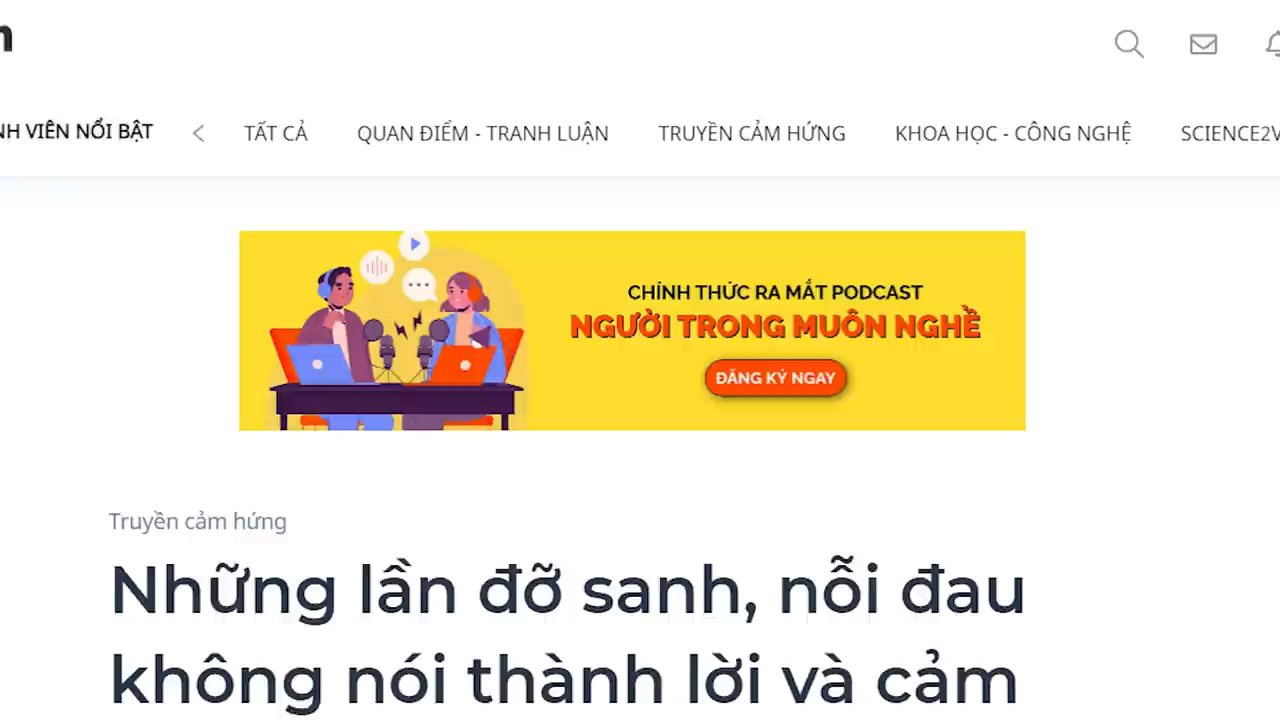 NH VIÊN NỔI BẬT TẤT CẢ QUAN ĐIỂM - TRANH LUẬN TRUYỀN CẢM HỨNG KHOA HỌC - CÔNG NGHỆ SCIENCE2V
CHÍNH THỨC RA MẮT PODCAST
NGƯỜI TRONG MUÔN NGHỀ
ĐĂNG KÝ NGAY
Truyền cảm hứng
Những lần đỡ sanh, nỗi đau
không nói thành lời và cảm